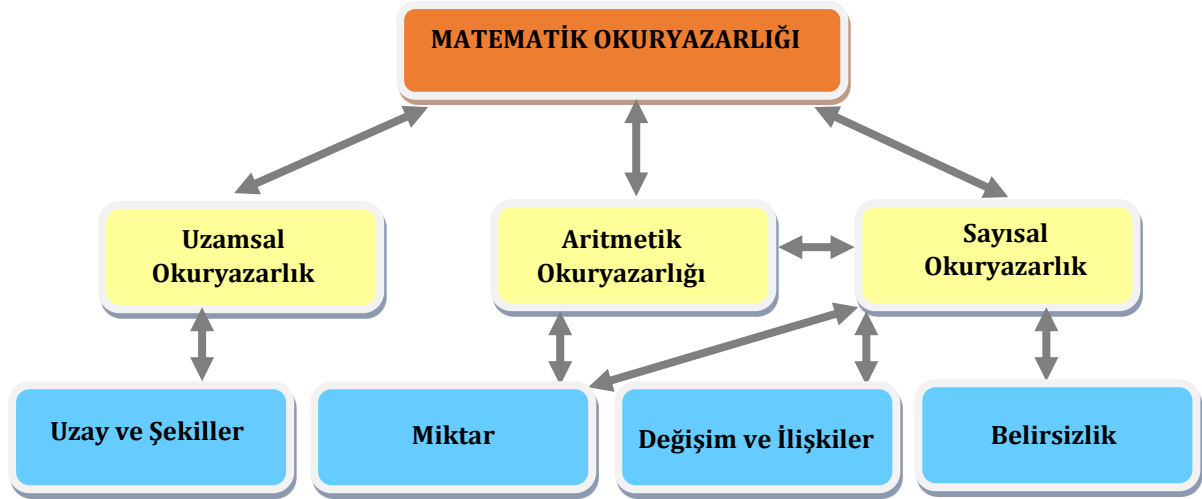 MATEMATİK OKURYAZARLIĞI
Uzamsal
Okuryazarlık
Aritmetik
Okuryazarlığı
Sayısal
Okuryazarlık
Uzay ve Şekiller
Miktar
Değişim ve İlişkiler
Belirsizlik